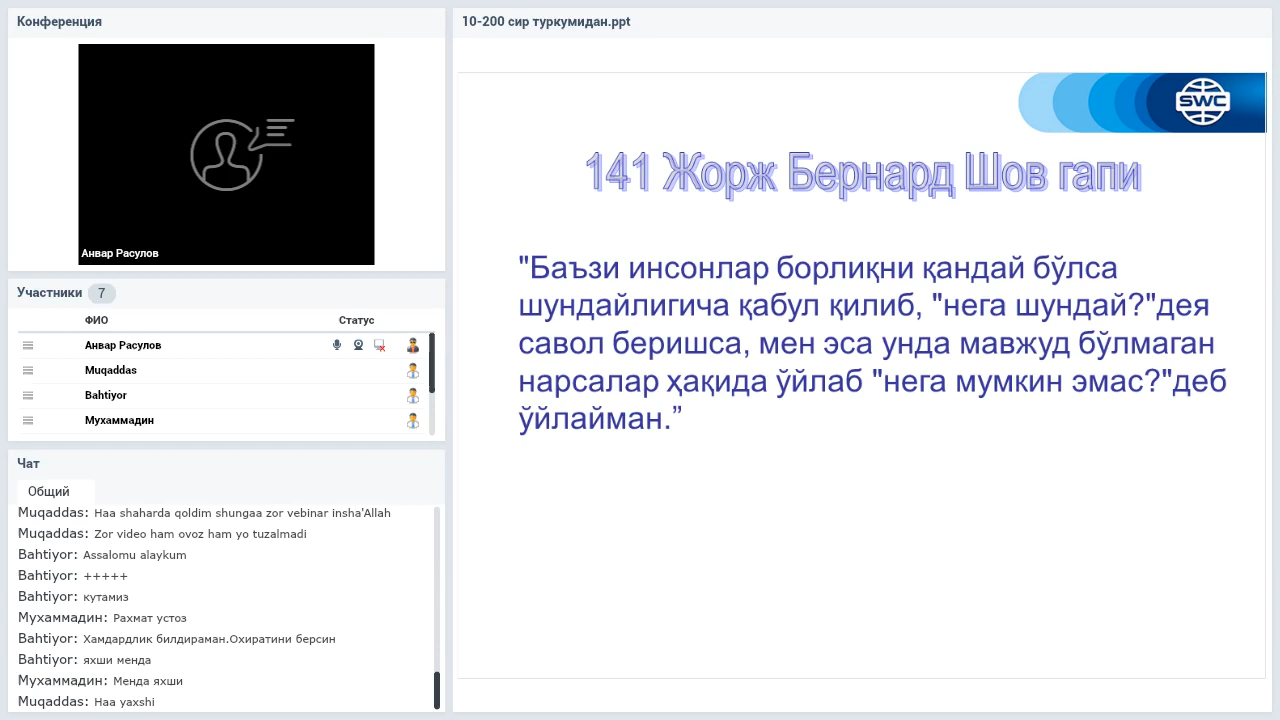 Конференция
Анвар Расулов
Участники 7
ФИО Статус
Анвар Расулов
Muqaddas
Bahtiyor
Мухаммадин
Чат
Общий
Muqaddas: Haa shaharda qoldim shungaa zor vebinar insha'Allah
Muqaddas: Zor video ham ovoz ham yo tuzalmadi
Bahtiyor: Assalomu alaykum
Bahtiyor: +++++
Bahtiyor: кутамиз
Мухаммадин: Рахмат устоз
Bahtiyor: Хамдардлик билдираман.Охиратини берсин
Bahtiyor: яхши менда
Мухаммадин: Менда яхши
Muqaddas: Haa yaxshi
10-200 сир туркумидан.ppt
SWC
141 Жорж Бернард Шов гапи
"Баъзи инсонлар борлиқни қандай бўлса
шундайлигича қабул қилиб, "нега шундай?"дея
савол беришса, мен эса унда мавжуд бўлмаган
нарсалар ҳақида ўйлаб "нега мумкин эмас?"деб
ўйлайман.”